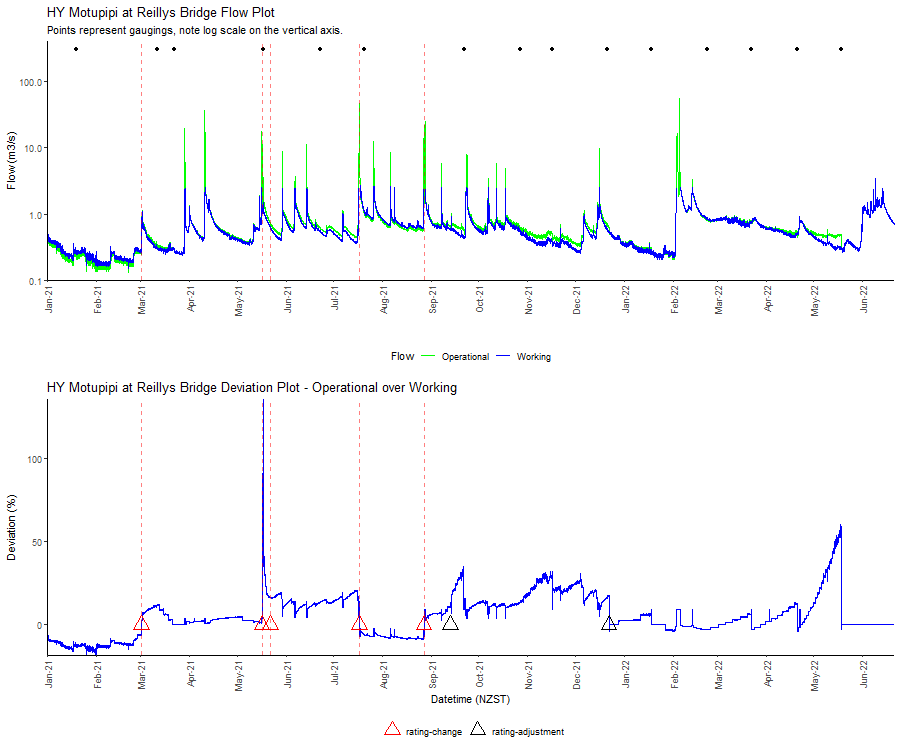 HY Motupipi at Reillys Bridge Flow Plot
Points represent gaugings, note log scale on the vertical axis.
Flow (m3/s)
100.0
10.0
1.0
0.1
Jan-21 Feb-21 Mar-21 Apr-21 May-21 Jun-21 Jul-21 Aug-21 Sep-21 Oct-21 Nov-21 Dec-21 Jan-22 Feb-22 Mar-22 Apr-22 May-22 Jun-22
Flow Operational Working
HY Motupipi at Reillys Bridge Deviation Plot - Operational over Working
Deviation (%)
100
50
0
Jan-21 Feb-21 Mar-21 Apr-21 May-21 Jun-21 Jul-21 Aug-21 Sep-21 Oct-21 Nov-21 Dec-21 Jan-22 Feb-22 Mar-22 Apr-22 May-22 Jun-22
Datetime (NZST)
rating-change rating-adjustment